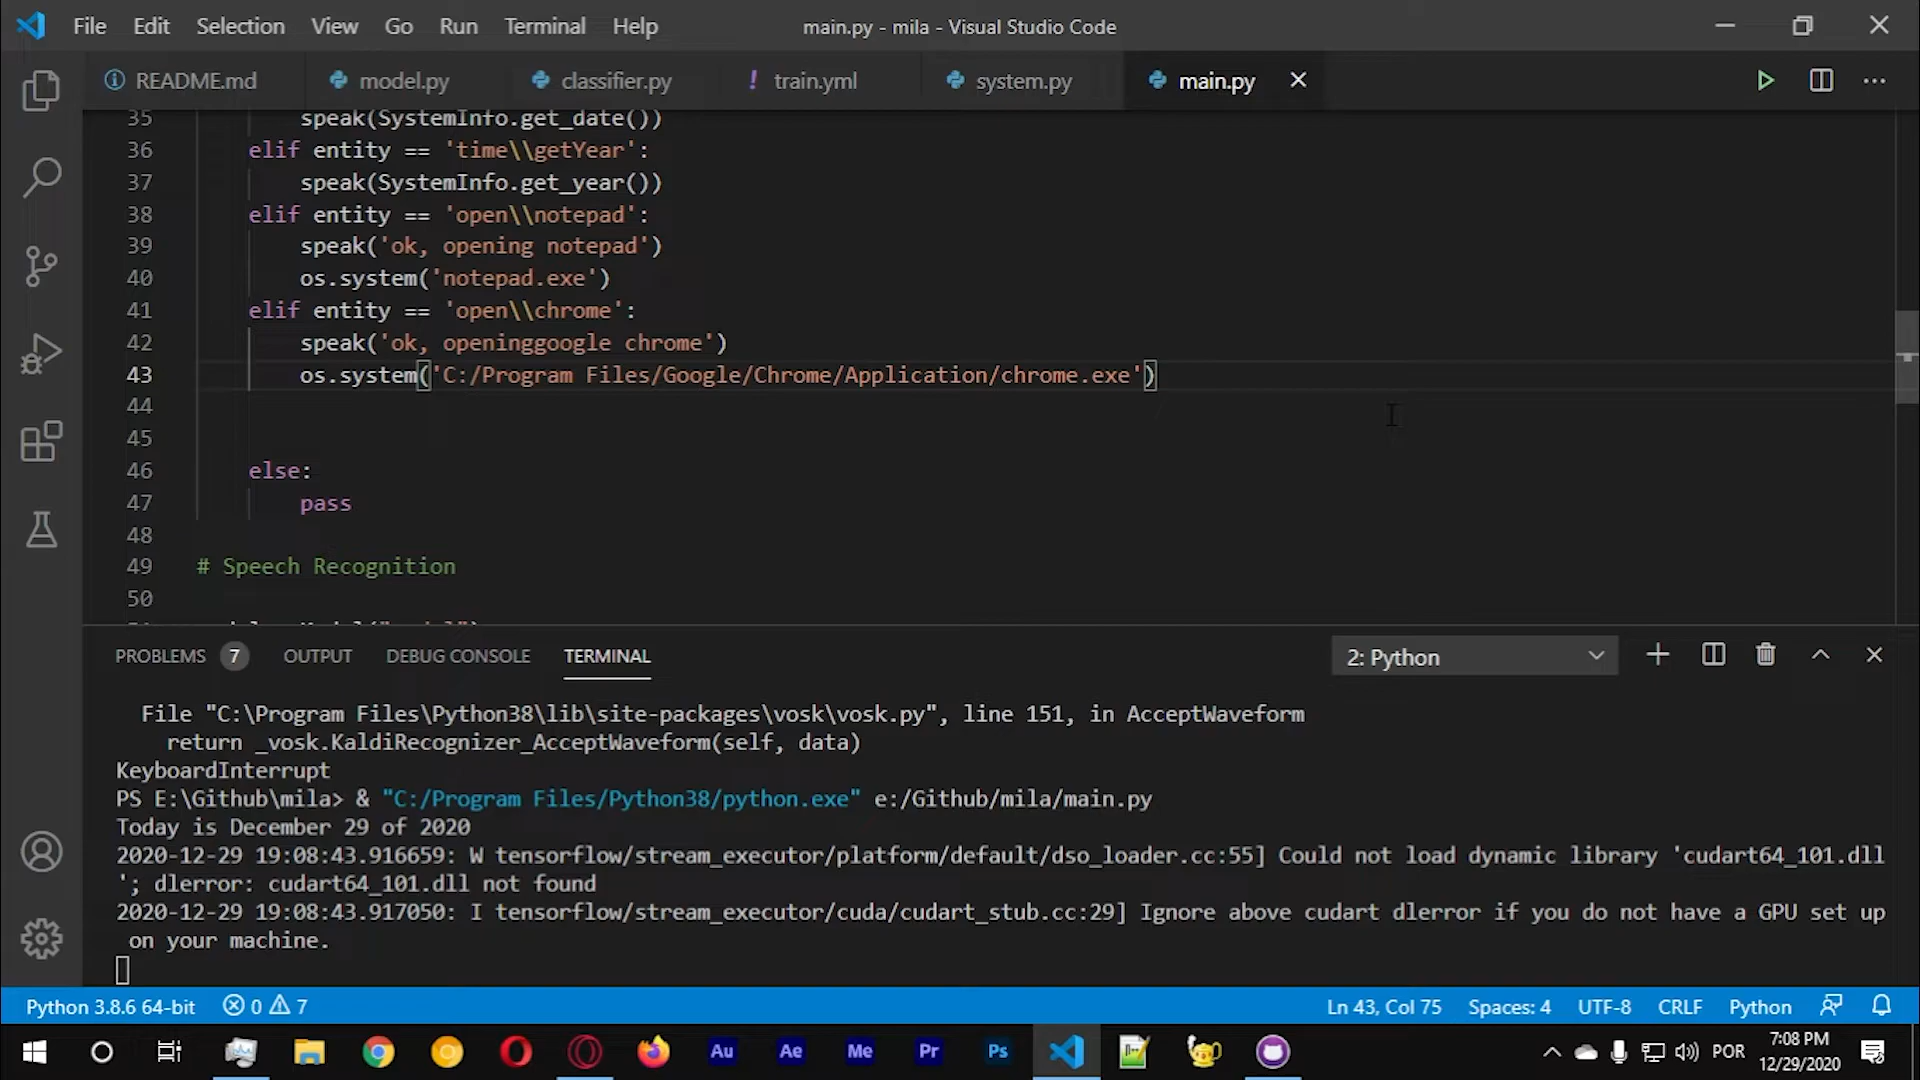 File Edit Selection View Go Run Terminal Help main.py - mila - Visual Studio Code
README.md model.py classifier.py ! train.yml system.py main.py
35 speak(SystemInfo.get_date())
36 elif entity == 'time\\getYear':
37 speak(SystemInfo.get_year())
38 elif entity == 'open\\notepad':
39 speak('ok, opening notepad')
40 os.system('notepad.exe')
41 elif entity == 'open\\chrome':
42 speak('ok, openinggoogle chrome')
43 os.system('C:/Program Files/Google/Chrome/Application/chrome.exe')
44
45
46 else:
47 pass
48
49 # Speech Recognition
50
PROBLEMS 7 OUTPUT DEBUG CONSOLE TERMINAL 2: Python
File "C:\Program Files\Python38\lib\site-packages\vosk\vosk.py", line 151, in AcceptWaveform
return _vosk.KaldiRecognizer_AcceptWaveform(self, data)
KeyboardInterrupt
PS E:\Github\mila> & "C:/Program Files/Python38/python.exe" e:/Github/mila/main.py
Today is December 29 of 2020
2020-12-29 19:08:43.916659: W tensorflow/stream_executor/platform/default/dso_loader.cc:55] Could not load dynamic library 'cudart64_101.dll
'; dlerror: cudart64_101.dll not found
2020-12-29 19:08:43.917050: I tensorflow/stream_executor/cuda/cudart_stub.cc:29] Ignore above cudart dlerror if you do not have a GPU set up
on your machine.
Python 3.8.6 64-bit 0 7 Ln 43, Col 75 Spaces: 4 UTF-8 CRLF Python
Au Ae Me Pr Ps POR 7:08 PM
12/29/2020